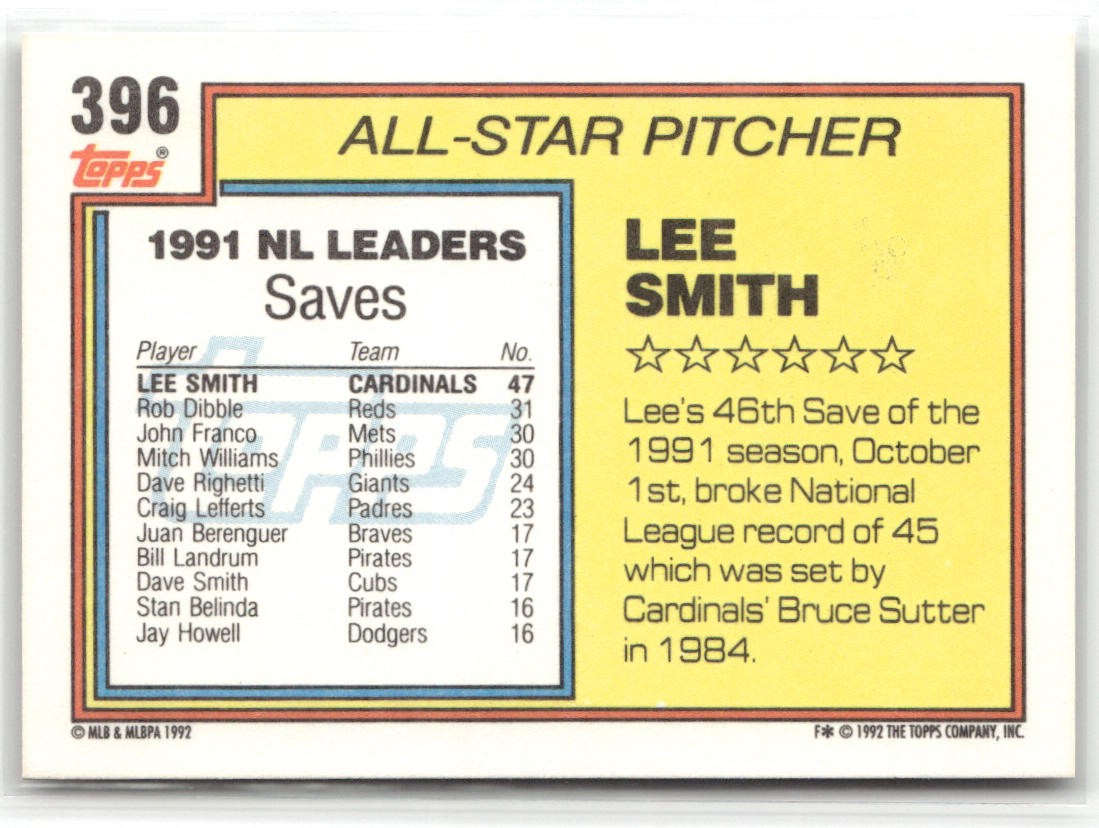 396
topps®
ALL-STAR PITCHER
1991 NL LEADERS
Saves
Player Team No.
LEE SMITH CARDINALS 47
Rob Dibble Reds 31
John Franco Mets 30
Mitch Williams Phillies 30
Dave Righetti Giants 24
Craig Lefferts Padres 23
Juan Berenguer Braves 17
Bill Landrum Pirates 17
Dave Smith Cubs 17
Stan Belinda Pirates 16
Jay Howell Dodgers 16
topps
LEE
SMITH
☆☆☆☆☆☆
Lee's 46th Save of the
1991 season, October
1st, broke National
League record of 45
which was set by
Cardinals' Bruce Sutter
in 1984.
© MLB & MLBPA 1992
F* © 1992 THE TOPPS COMPANY, INC.